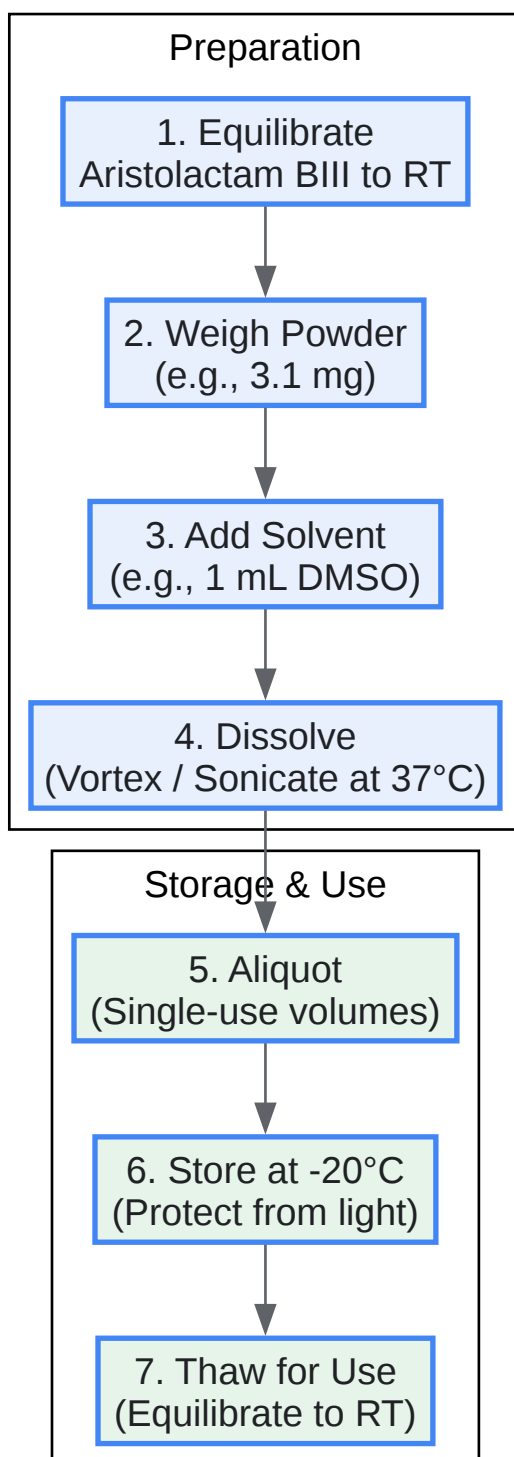 Preparation
1. Equilibrate
Aristolactam BIII to RT
2. Weigh Powder
(e.g., 3.1 mg)
3. Add Solvent
(e.g., 1 mL DMSO)
4. Dissolve
(Vortex / Sonicate at 37°C)
Storage & Use
5. Aliquot
(Single-use volumes)
6. Store at -20°C
(Protect from light)
7. Thaw for Use
(Equilibrate to RT)